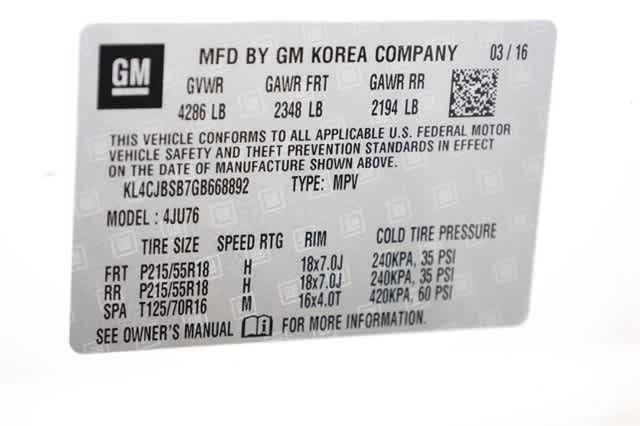 GM
MFD BY GM KOREA COMPANY 03/16
GVWR GAWR FRT GAWR RR
4286 LB 2348 LB 2194 LB
THIS VEHICLE CONFORMS TO ALL APPLICABLE U.S. FEDERAL MOTOR
VEHICLE SAFETY AND THEFT PREVENTION STANDARDS IN EFFECT
ON THE DATE OF MANUFACTURE SHOWN ABOVE.
KL4CJBSB7GB668892 TYPE: MPV
MODEL : 4JU76
TIRE SIZE SPEED RTG RIM COLD TIRE PRESSURE
FRT P215/55R18 H 18x7.0J 240KPA, 35 PSI
RR P215/55R18 H 18x7.0J 240KPA, 35 PSI
SPA T125/70R16 M 16x4.0T 420KPA, 60 PSI
SEE OWNER'S MANUAL FOR MORE INFORMATION.